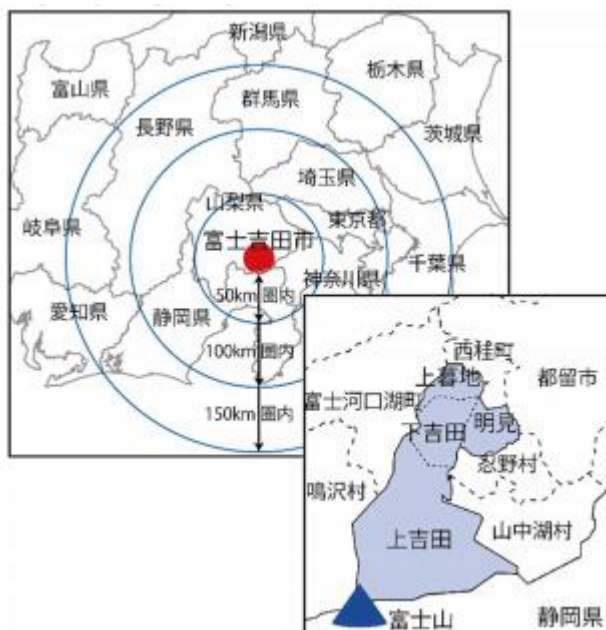 新潟県
栃木県
富山県
群馬県
長野県
茨城県
埼玉県
山梨県
岐阜県
東京都
富士吉田市
千葉県
神奈川県
50km圏内
愛知県
静岡県
100km圏内
150km圏内
西桂町
上暮地
都留市
富士河口湖町
明見
下吉田
忍野村
鳴沢村
山中湖村
上吉田
富士山
静岡県